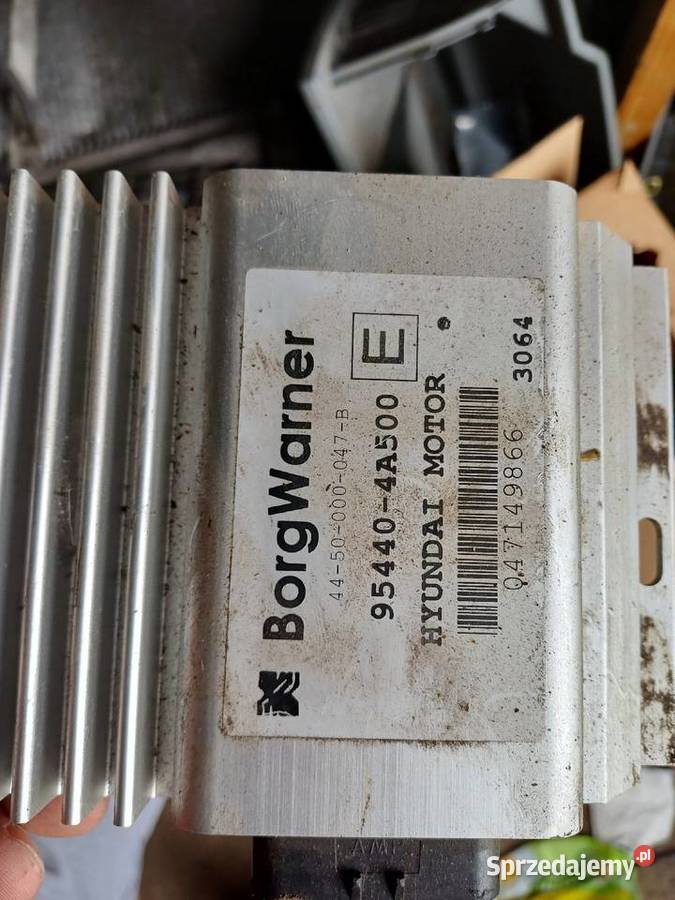 BorgWarner
44-50-000-047-B
95440-4A500 E
HYUNDAI MOTOR
047149866
3064
AMP
Sprzedajemy.pl